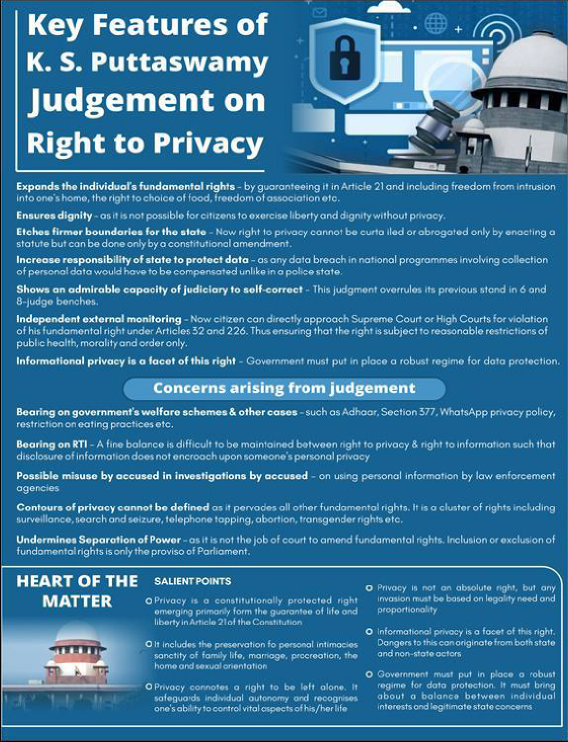 Key Features of
K. S. Puttaswamy
Judgement on
Right to Privacy
Expands the individual's fundamental rights - by guaranteeing it in Article 21 and including freedom from intrusion
into one's home, the right to choice of food, freedom of association etc.
Ensures dignity - as it is not possible for citizens to exercise liberty and dignity without privacy.
Etches firmer boundaries for the state - Now right to privacy cannot be curta iled or abrogated only by enacting a
statute but can be done only by a constitutional amendment.
Increase responsibility of state to protect data - as any data breach in national programmes involving collection
of personal data would have to be compensated unlike in a police state.
Shows an admirable capacity of judiciary to self-correct - This judgment overrules its previous stand in 6 and
8-judge benches.
Independent external monitoring - Now citizen can directly approach Supreme Court or High Courts for violation
of his fundamental right under Articles 32 and 226. Thus ensuring that the right is subject to reasonable restrictions of
public health, morality and order only.
Informational privacy is a facet of this right - Government must put in place a robust regime for data protection.
Concerns arising from judgement
Bearing on government's welfare schemes & other cases - such as Adhaar, Section 377, WhatsApp privacy policy,
restriction on eating practices etc.
Bearing on RTI - A fine balance is difficult to be maintained between right to privacy & right to information such that
disclosure of information does not encroach upon someone's personal privacy
Possible misuse by accused in investigations by accused - on using personal information by law enforcement
agencies
Contours of privacy cannot be defined as it pervades all other fundamental rights. It is a cluster of rights including
surveillance, search and seizure, telephone tapping, abortion, transgender rights etc.
Undermines Separation of Power - as it is not the job of court to amend fundamental rights. Inclusion or exclusion of
fundamental rights is only the proviso of Parliament.
HEART OF THE
MATTER
SALIENT POINTS
Privacy is a constitutionally protected right
emerging primarily form the guarantee of life and
liberty in Article 21 of the Constitution
It includes the preservation fo personal intimacies
sanctity of family life, marriage, procreation, the
home and sexual orientation
Privacy connotes a right to be left alone. It
safeguards individual autonomy and recognises
one's ability to control vital aspects of his/her life
Privacy is not an absolute right, but any
invasion must be based on legality need and
proportionality
Informational privacy is a facet of this right.
Dangers to this can originate from both state
and non-state actors
Government must put in place a robust
regime for data protection. It must bring
about a balance between individual
interests and legitimate state concerns